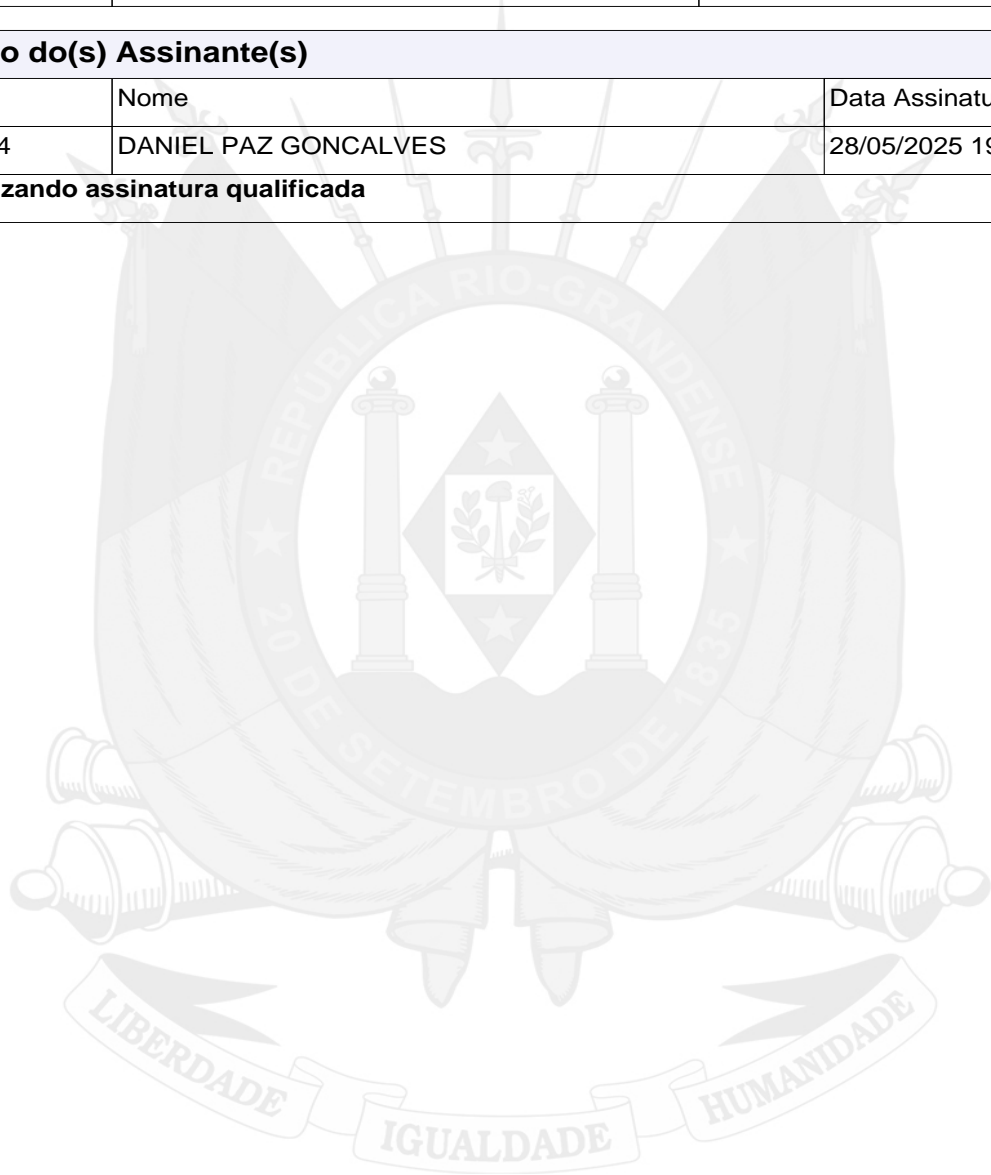 o do(s) Assinante(s)
Nome
Data Assinatu
4
DANIEL PAZ GONCALVES
28/05/2025 19
zando assinatura qualificada
REPÚBLICA RIO-GRANDENSE
20 DE SETEMBRO DE 1835
LIBERDADE
IGUALDADE
HUMANIDADE